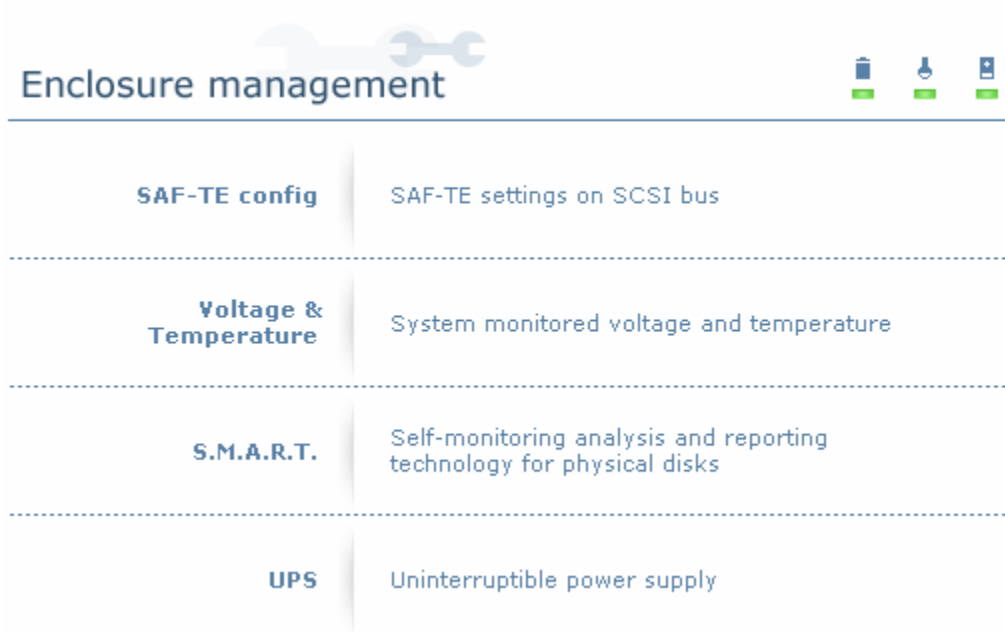 Enclosure management
SAF-TE config
SAF-TE settings on SCSI bus
Voltage &
Temperature
System monitored voltage and temperature
S.M.A.R.T.
Self-monitoring analysis and reporting
technology for physical disks
UPS
Uninterruptible power supply